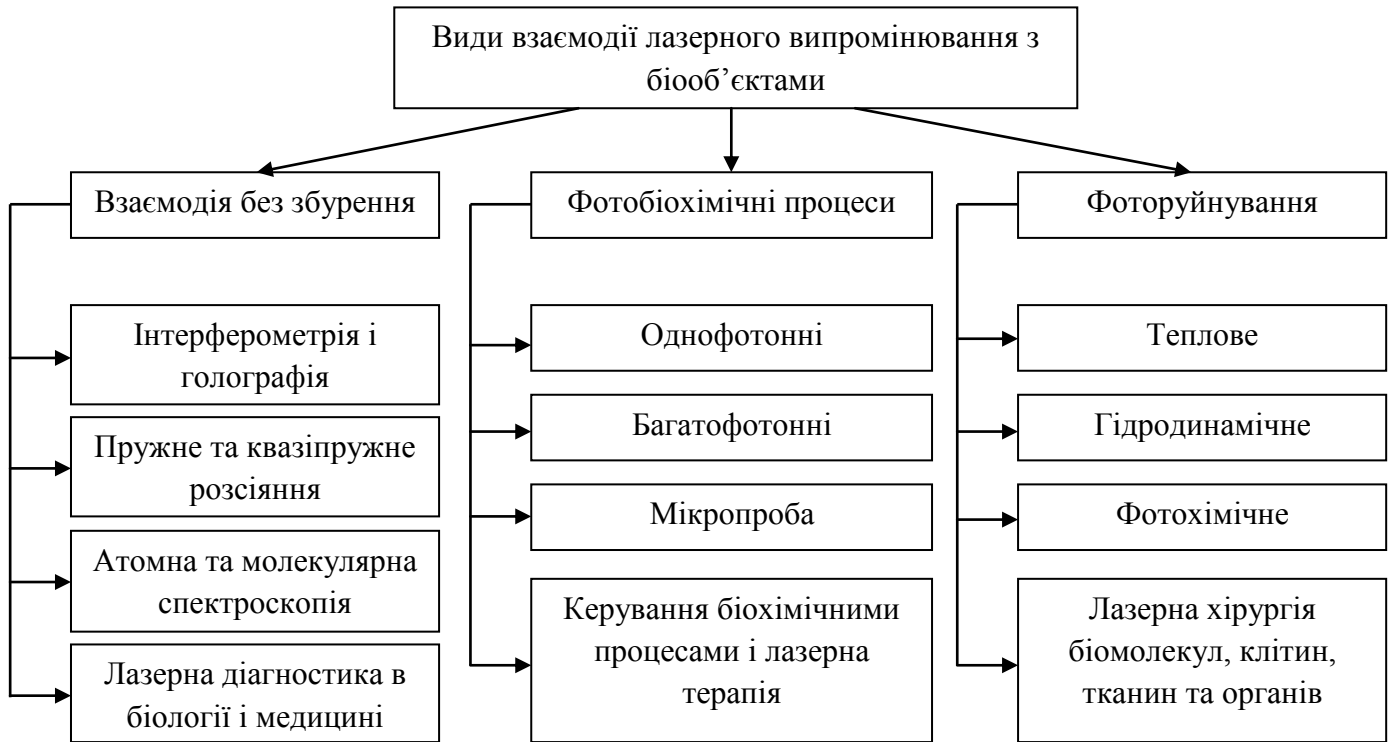 Види взаємодії лазерного випромінювання з
біооб’єктами
Взаємодія без збурення
Фотобіохімічні процеси
Фоторуйнування
Інтерферометрія і
голографія
Пружне та квазіпружне
розсіяння
Атомна та молекулярна
спектроскопія
Лазерна діагностика в
біології і медицині
Однофотонні
Багатофотонні
Мікропроба
Керування біохімічними
процесами і лазерна
терапія
Теплове
Гідродинамічне
Фотохімічне
Лазерна хірургія
біомолекул, клітин,
тканин та органів